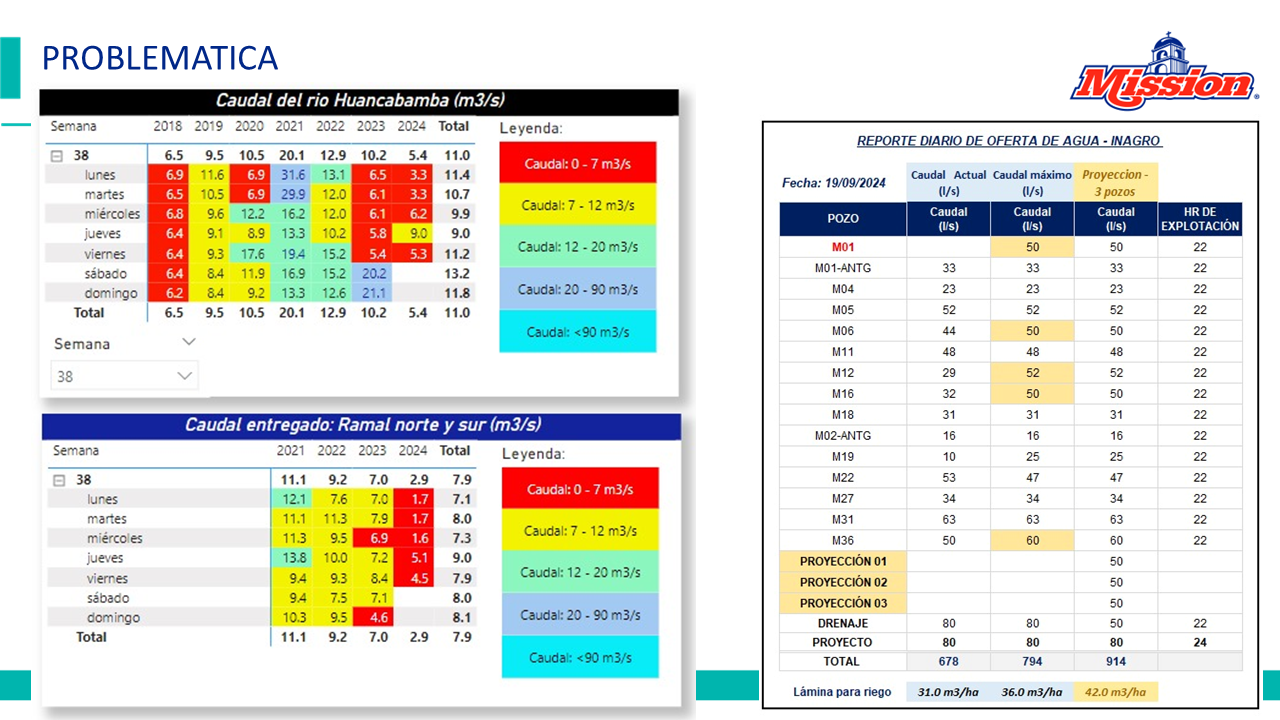 PROBLEMATICA
Mission®
Caudal del rio Huancabamba (m3/s)
Semana 2018 2019 2020 2021 2022 2023 2024 Total
38 6.5 9.5 10.5 20.1 12.9 10.2 5.4 11.0
lunes 6.9 11.6 6.9 31.6 13.1 6.5 3.3 11.4
martes 6.5 10.5 6.9 29.9 12.0 6.1 3.3 10.7
miércoles 6.8 9.6 12.2 16.2 12.0 6.1 6.2 9.9
jueves 6.4 9.1 8.9 13.3 10.2 5.8 9.0 9.0
viernes 6.4 9.3 17.6 19.4 15.2 5.4 5.3 11.2
sábado 6.4 8.4 11.9 16.9 15.2 20.2 13.2
domingo 6.2 8.4 9.2 13.3 12.6 21.1 11.8
Total 6.5 9.5 10.5 20.1 12.9 10.2 5.4 11.0
Semana
38
Leyenda:
Caudal: 0 - 7 m3/s
Caudal: 7 - 12 m3/s
Caudal: 12 - 20 m3/s
Caudal: 20 - 90 m3/s
Caudal: <90 m3/s
Caudal entregado: Ramal norte y sur (m3/s)
Semana 2021 2022 2023 2024 Total
38 11.1 9.2 7.0 2.9 7.9
lunes 12.1 7.6 7.0 1.7 7.1
martes 11.1 11.3 7.9 1.7 8.0
miércoles 11.3 9.5 6.9 1.6 7.3
jueves 13.8 10.0 7.2 5.1 9.0
viernes 9.4 9.3 8.4 4.5 7.9
sábado 9.4 7.5 7.1 8.0
domingo 10.3 9.5 4.6 8.1
Total 11.1 9.2 7.0 2.9 7.9
Leyenda:
Caudal: 0 - 7 m3/s
Caudal: 7 - 12 m3/s
Caudal: 12 - 20 m3/s
Caudal: 20 - 90 m3/s
Caudal: <90 m3/s
REPORTE DIARIO DE OFERTA DE AGUA - INAGRO
Fecha: 19/09/2024
Caudal Actual (l/s)
Caudal máximo (l/s)
Proyeccion - 3 pozos
POZO Caudal (l/s) Caudal (l/s) Caudal (l/s) HR DE EXPLOTACIÓN
M01 50 50 22
M01-ANTG 33 33 33 22
M04 23 23 23 22
M05 52 52 52 22
M06 44 50 50 22
M11 48 48 48 22
M12 29 52 52 22
M16 32 50 50 22
M18 31 31 31 22
M02-ANTG 16 16 16 22
M19 10 25 25 22
M22 53 47 47 22
M27 34 34 34 22
M31 63 63 63 22
M36 50 60 60 22
PROYECCIÓN 01 50
PROYECCIÓN 02 50
PROYECCIÓN 03 50
DRENAJE 80 80 50 22
PROYECTO 80 80 80 24
TOTAL 678 794 914
Lâmina para riego 31.0 m3/ha 36.0 m3/ha 42.0 m3/ha